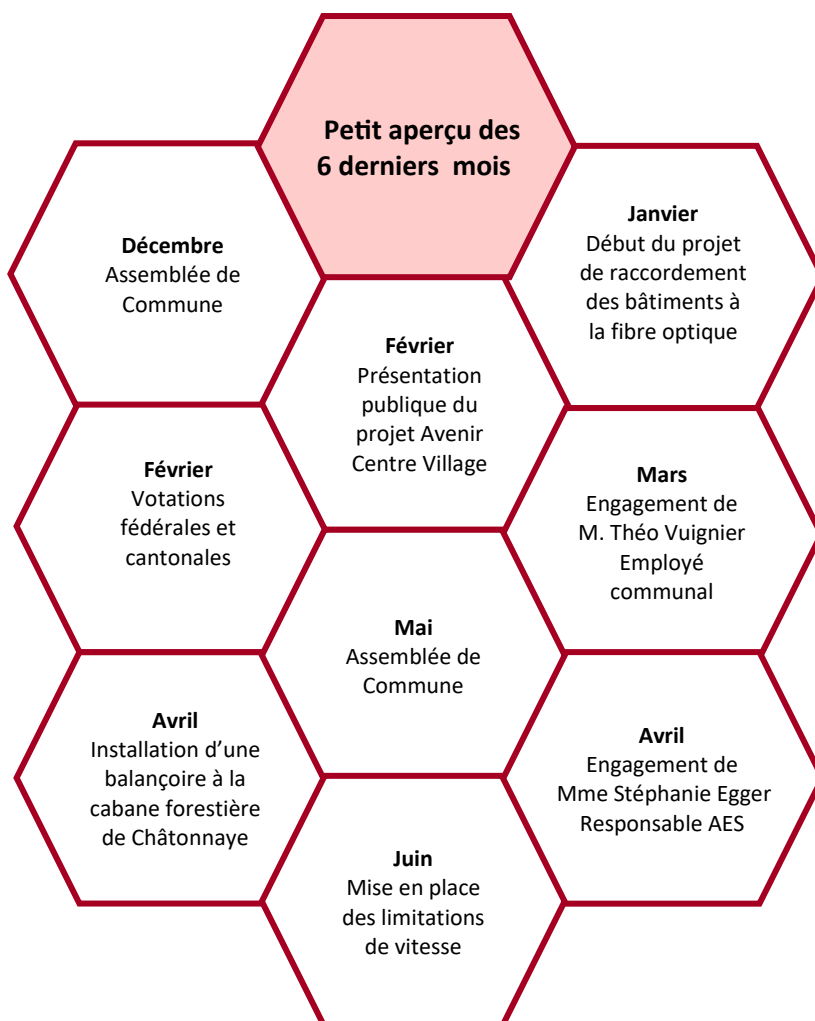 Petit aperçu des
6 derniers mois
Décembre
Assemblée de
Commune
Janvier
Début du projet
de raccordement
des bâtiments à
la fibre optique
Février
Présentation
publique du
projet Avenir
Centre Village
Février
Votations
fédérales et
cantonales
Mars
Engagement de
M. Théo Vuignier
Employé
communal
Mai
Assemblée de
Commune
Avril
Installation d’une
balançoire à la
cabane forestière
de Châtonnaye
Avril
Engagement de
Mme Stéphanie Egger
Responsable AES
Juin
Mise en place
des limitations
de vitesse